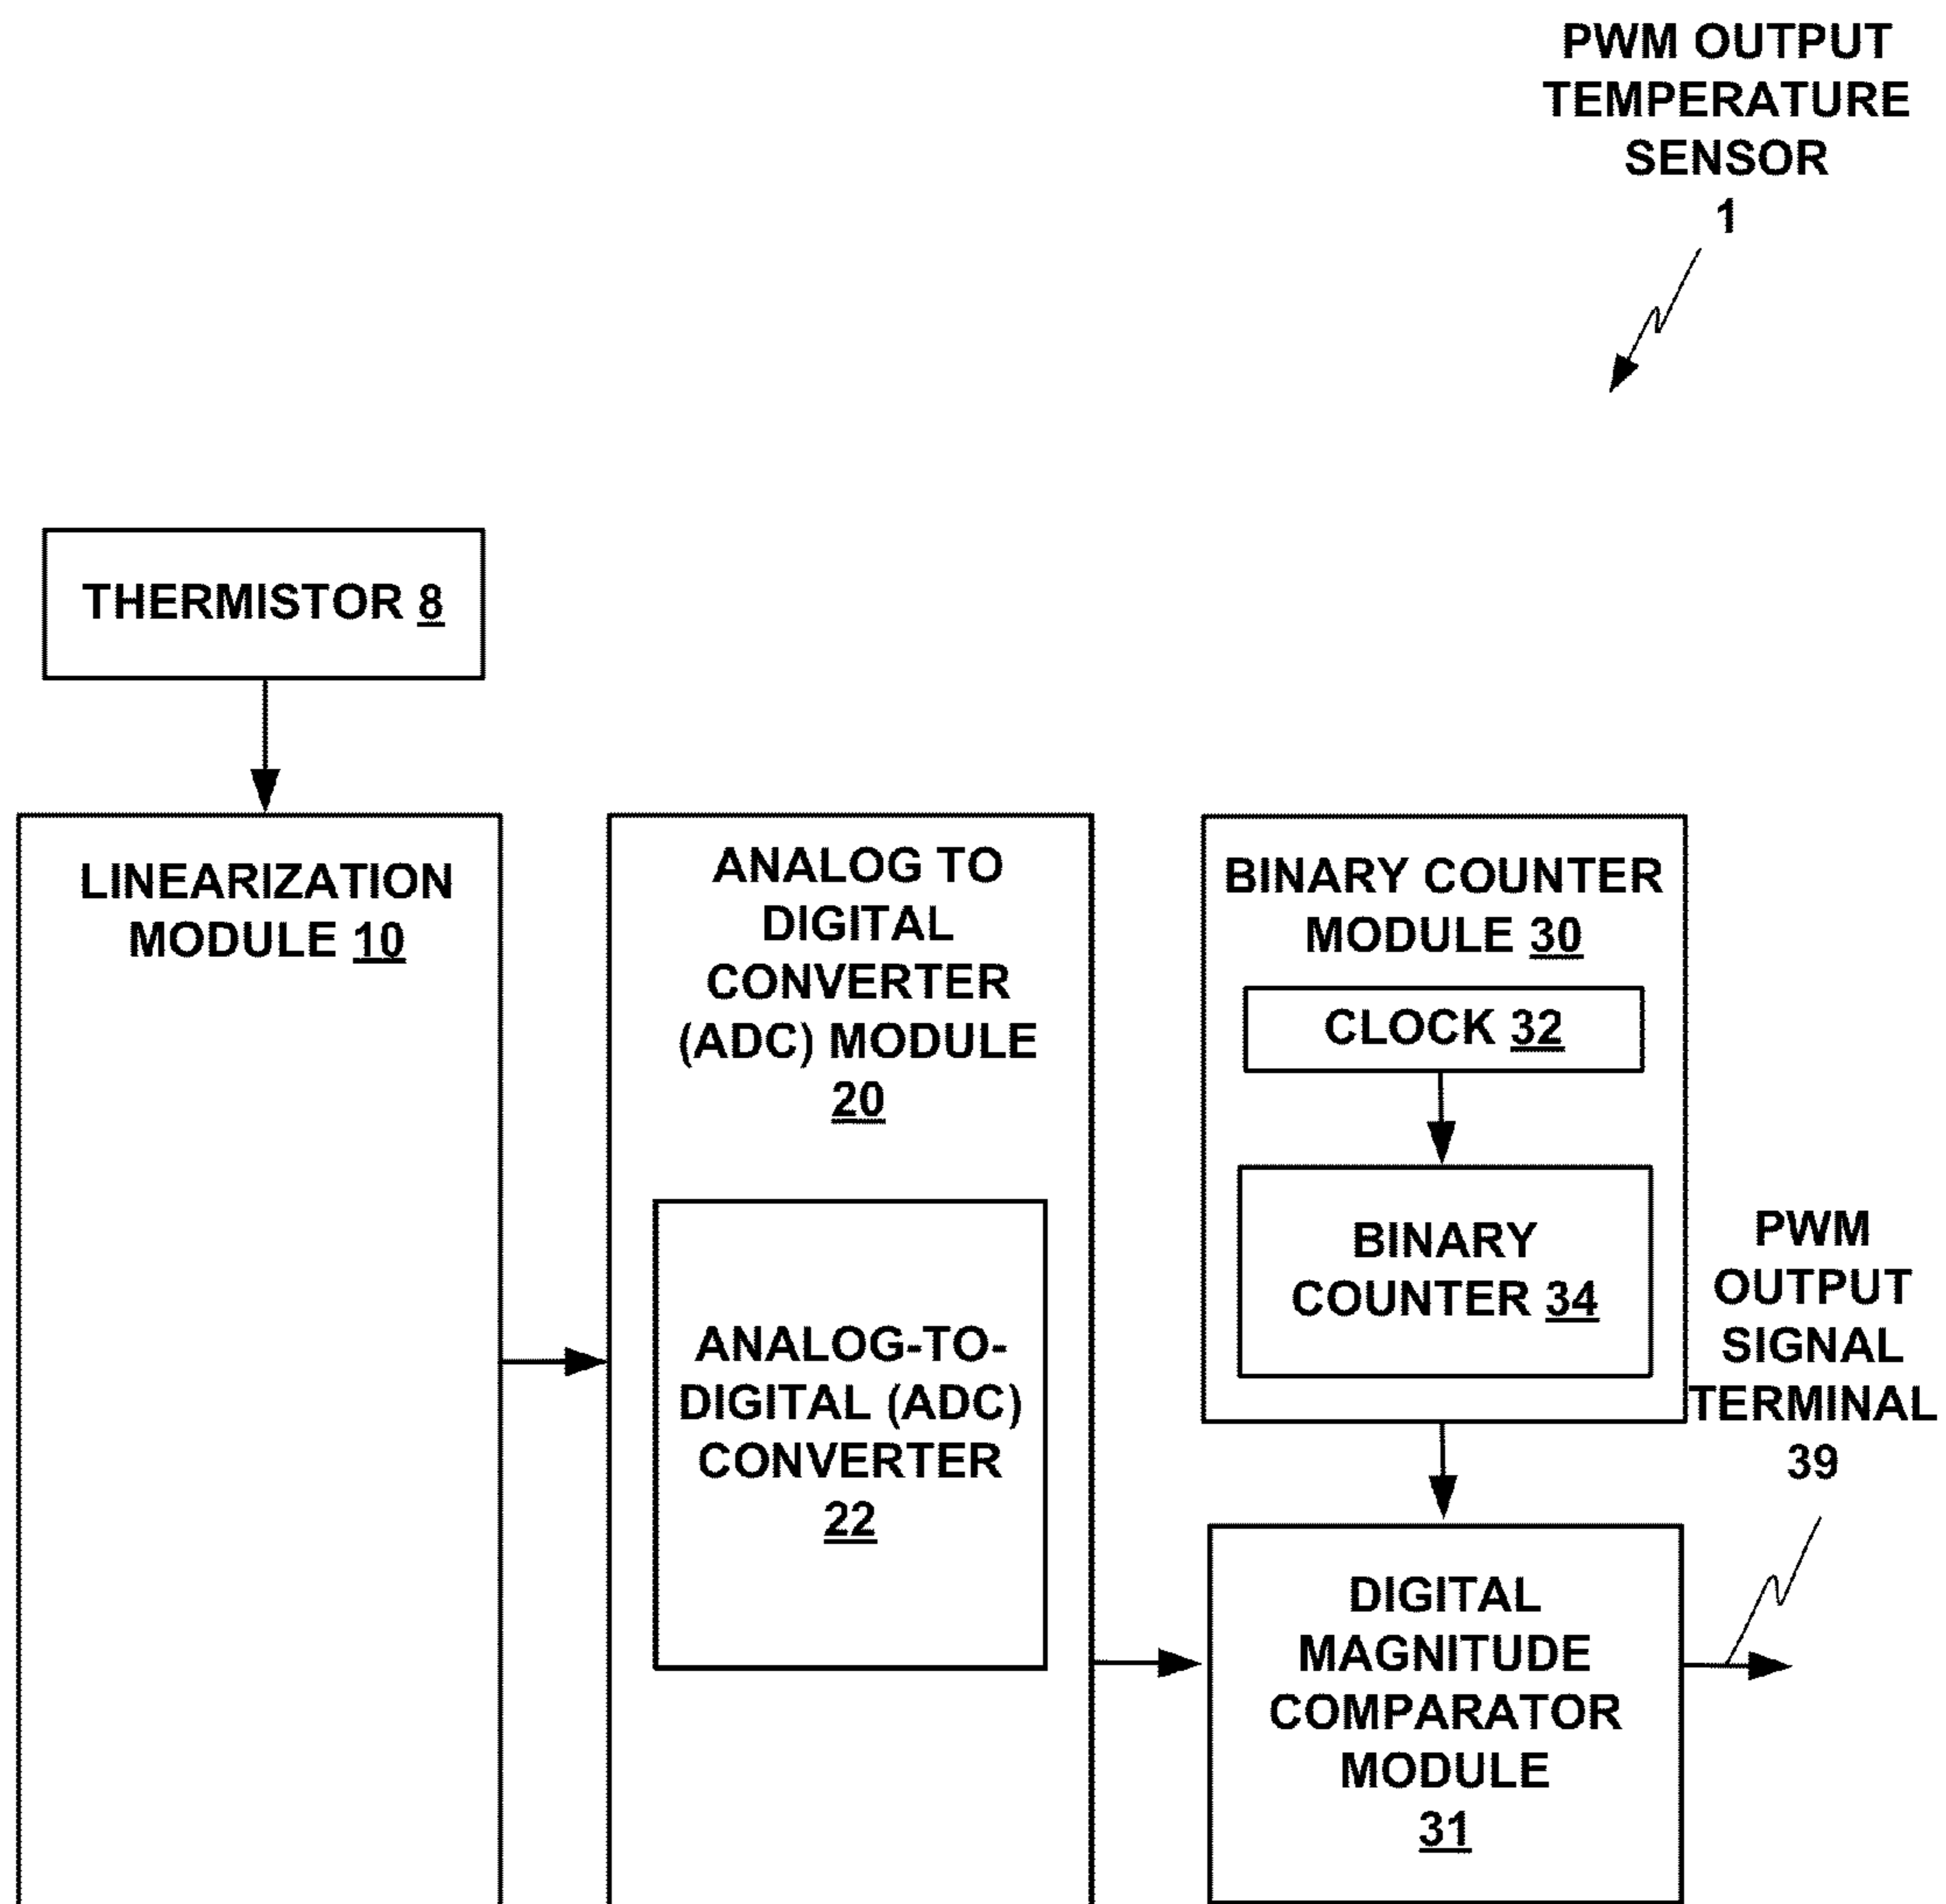 PWM OUTPUT
TEMPERATURE
SENSOR
1
THERMISTOR 8
LINEARIZATION
MODULE 10
ANALOG TO
DIGITAL
CONVERTER
(ADC) MODULE
20
ANALOG-TO-
DIGITAL (ADC)
CONVERTER
22
BINARY COUNTER
MODULE 30
CLOCK 32
BINARY
COUNTER 34
PWM
OUTPUT
SIGNAL
TERMINAL
39
DIGITAL
MAGNITUDE
COMPARATOR
MODULE
31